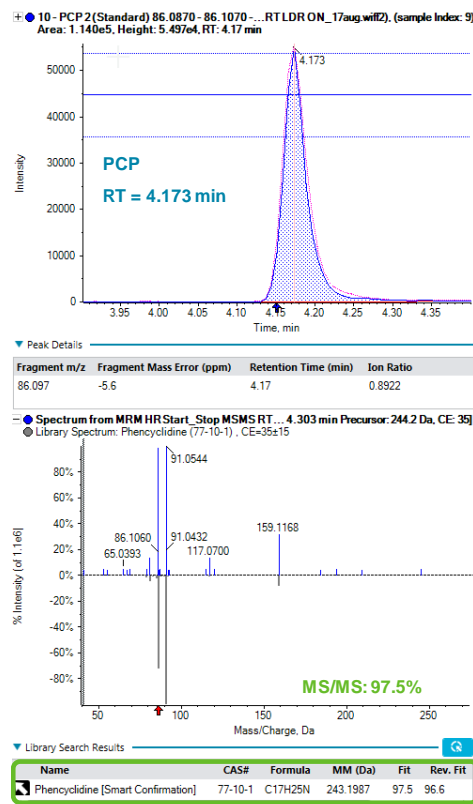 10 - PCP 2 (Standard) 86.0870 - 86.1070 -...RT LDR ON_17aug.wiff2), (sample Index: 9)
Area: 1.140e5, Height: 5.497e4, RT: 4.17 min
4.173
50000
40000
30000
20000
10000
0
Intensity
PCP
RT = 4.173 min
3.95 4.00 4.05 4.10 4.15 4.20 4.25 4.30 4.35
Time, min
Peak Details
Fragment m/z Fragment Mass Error (ppm) Retention Time (min) Ion Ratio
86.097 -5.6 4.17 0.8922
Spectrum from MRM HR Start_Stop MSMS RT... 4.303 min Precursor: 244.2 Da, CE: 35]
Library Spectrum: Phencyclidine (77-10-1) , CE=35±15
91.0544
86.1060
91.0432
65.0393
117.0700
159.1168
80%
60%
40%
20%
0%
-20%
-40%
-60%
-80%
% Intensity [of 1.1e6]
MS/MS: 97.5%
50 100 150 200 250
Mass/Charge, Da
Library Search Results
Name CAS# Formula MM (Da) Fit Rev. Fit
Phencyclidine [Smart Confirmation] 77-10-1 C17H25N 243.1987 97.5 96.6